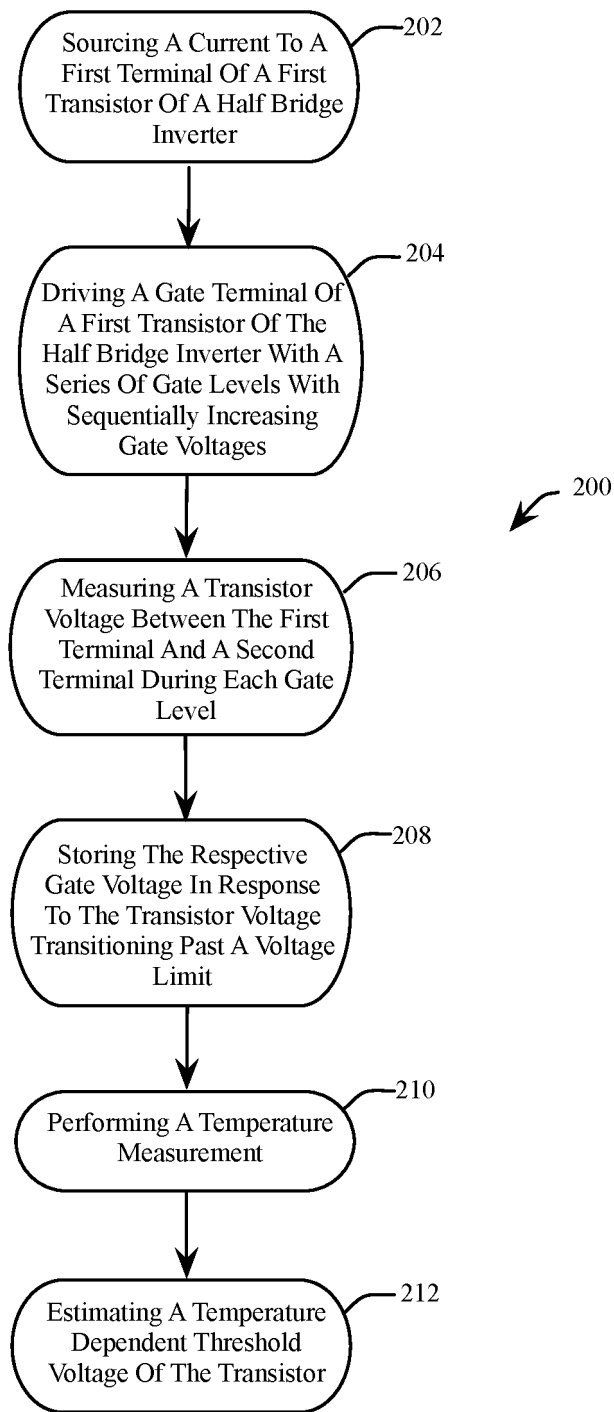 202
Sourcing A Current To A
First Terminal Of A First
Transistor Of A Half Bridge
Inverter
204
Driving A Gate Terminal Of
A First Transistor Of The
Half Bridge Inverter With A
Series Of Gate Levels With
Sequentially Increasing
Gate Voltages
200
206
Measuring A Transistor
Voltage Between The First
Terminal And A Second
Terminal During Each Gate
Level
208
Storing The Respective
Gate Voltage In Response
To The Transistor Voltage
Transitioning Past A Voltage
Limit
210
Performing A Temperature
Measurement
212
Estimating A Temperature
Dependent Threshold
Voltage Of The Transistor